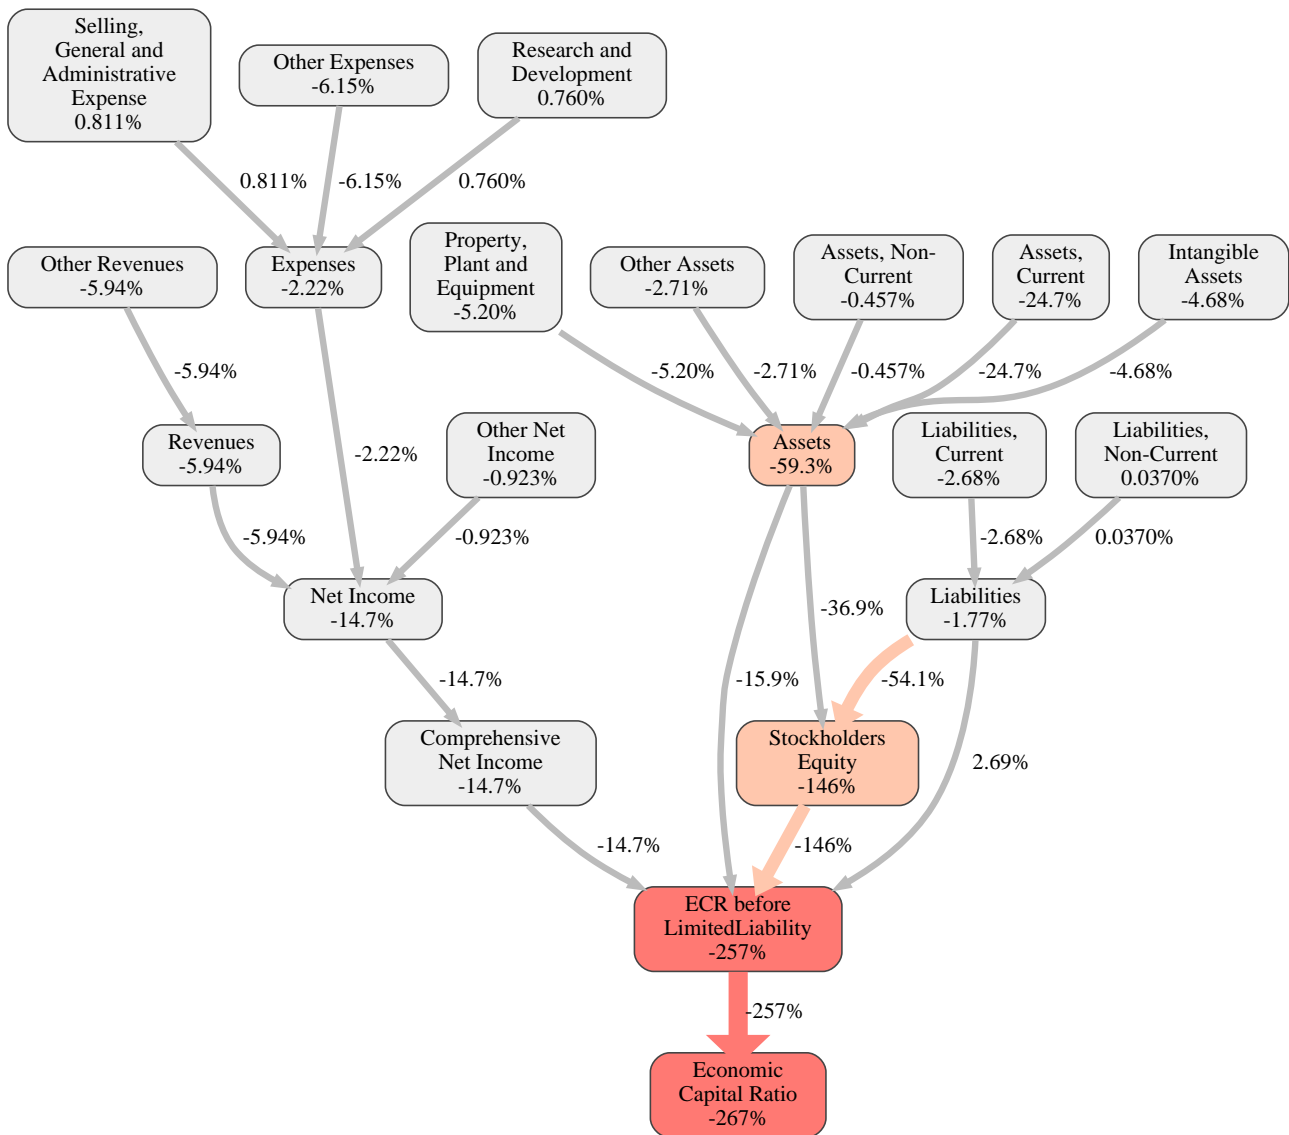 Selling,
General and
Administrative
Expense
0.811%
Other Expenses
-6.15%
Research and
Development
0.760%
0.811%
-6.15%
0.760%
Other Revenues
-5.94%
Expenses
-2.22%
Property,
Plant and
Equipment
-5.20%
Other Assets
-2.71%
Assets, Non-
Current
-0.457%
Assets,
Current
-24.7%
Intangible
Assets
-4.68%
-5.94%
-5.20%
-2.71%
-0.457%
-24.7%
-4.68%
Revenues
-5.94%
-2.22%
Other Net
Income
-0.923%
Assets
-59.3%
Liabilities,
Current
-2.68%
Liabilities,
Non-Current
0.0370%
-5.94%
-0.923%
-2.68%
0.0370%
Net Income
-14.7%
-36.9%
Liabilities
-1.77%
-14.7%
-15.9%
-54.1%
Comprehensive
Net Income
-14.7%
Stockholders
Equity
-146%
2.69%
-14.7%
-146%
ECR before
LimitedLiability
-257%
-257%
Economic
Capital Ratio
-267%